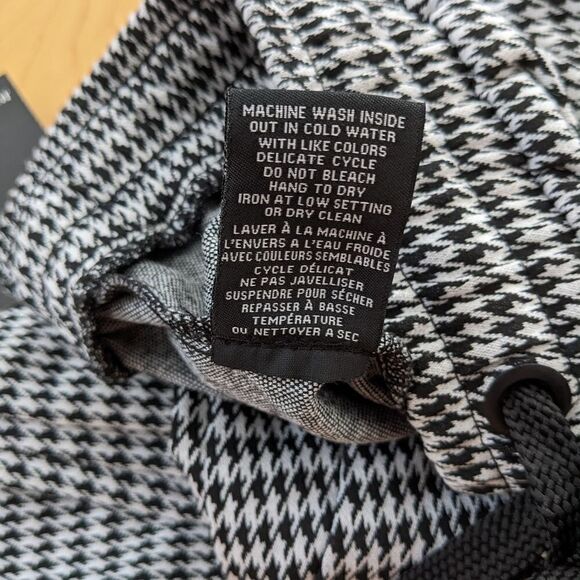 MACHINE WASH INSIDE
OUT IN COLD WATER
WITH LIKE COLORS
DELICATE CYCLE
DO NOT BLEACH
HANG TO DRY
IRON AT LOW SETTING
OR DRY CLEAN
LAVER À LA MACHINE À
L'ENVERS A L'EAU FROIDE
AVEC COULEURS SEMBLABLES
CYCLE DÉLICAT
NE PAS JAVELLISER
SUSPENDRE POUR SÉCHER
REPASSER À BASSE
TEMPÉRATURE
OU NETTOYER A SEC